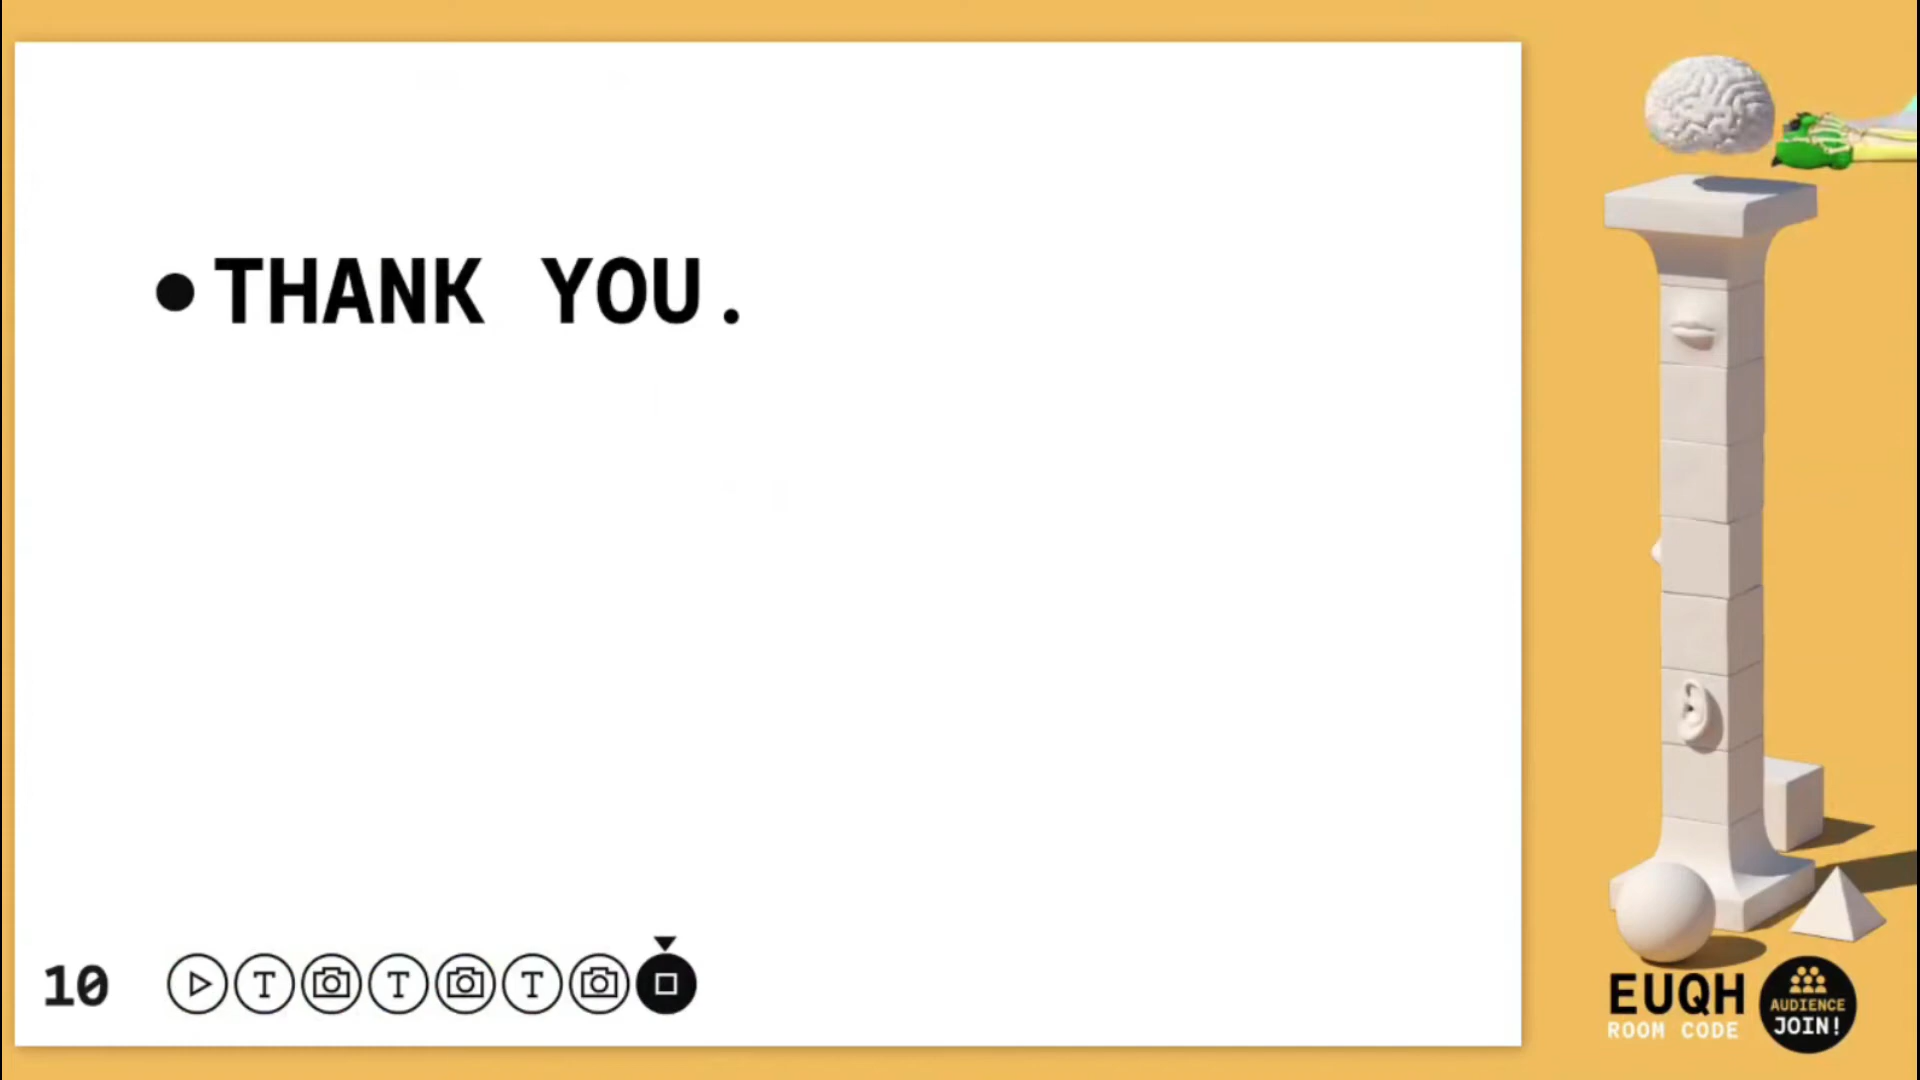 THANK YOU.
10
T T T
EUQH
ROOM CODE
AUDIENCE
JOIN!